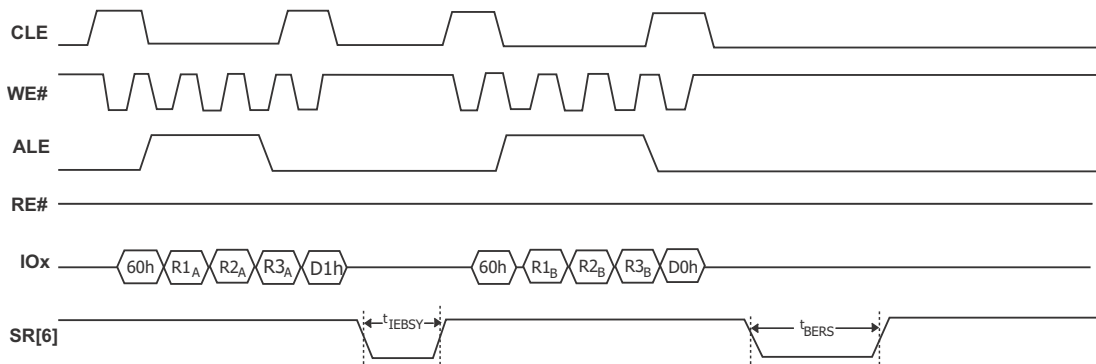 CLE
WE#
ALE
RE#
IOx 60h R1A R2A R3A D1h 60h R1B R2B R3B D0h
SR[6] tIEBSY tBERS